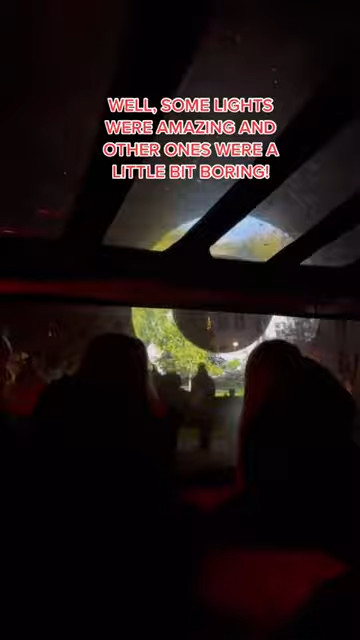 WELL, SOME LIGHTS
WERE AMAZING AND
OTHER ONES WERE A
LITTLE BIT BORING!